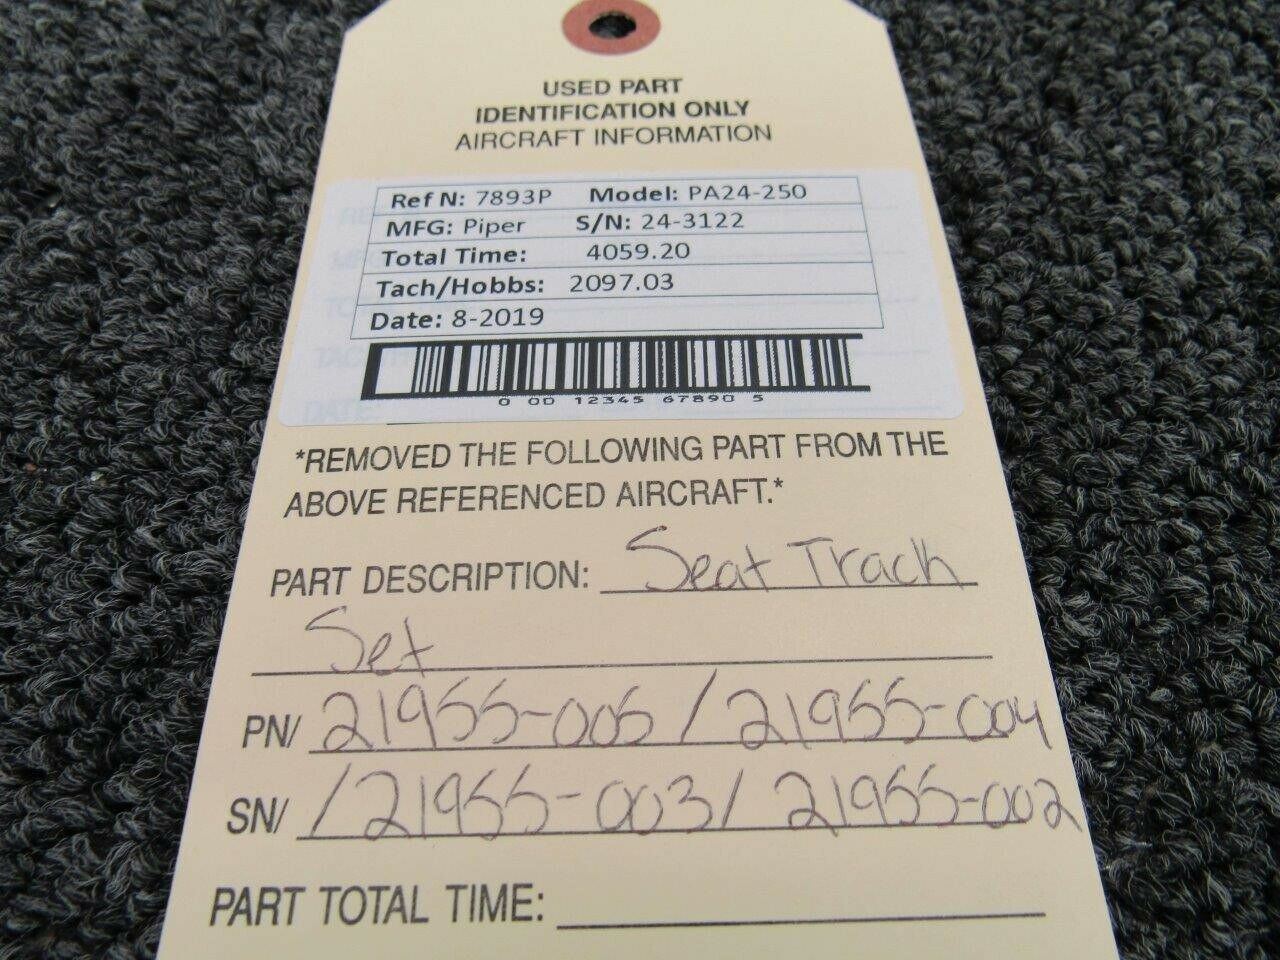 USED PART
IDENTIFICATION ONLY
AIRCRAFT INFORMATION
Ref N: 7893P Model: PA24-250
MFG: Piper S/N: 24-3122
Total Time: 4059.20
Tach/Hobbs: 2097.03
Date: 8-2019
0 00 12345 67890 5
*REMOVED THE FOLLOWING PART FROM THE
ABOVE REFERENCED AIRCRAFT.*
PART DESCRIPTION: Seat Track
Set
PN/ 21955-005 / 21955-004
SN/ / 21955-003 / 21955-002
PART TOTAL TIME: